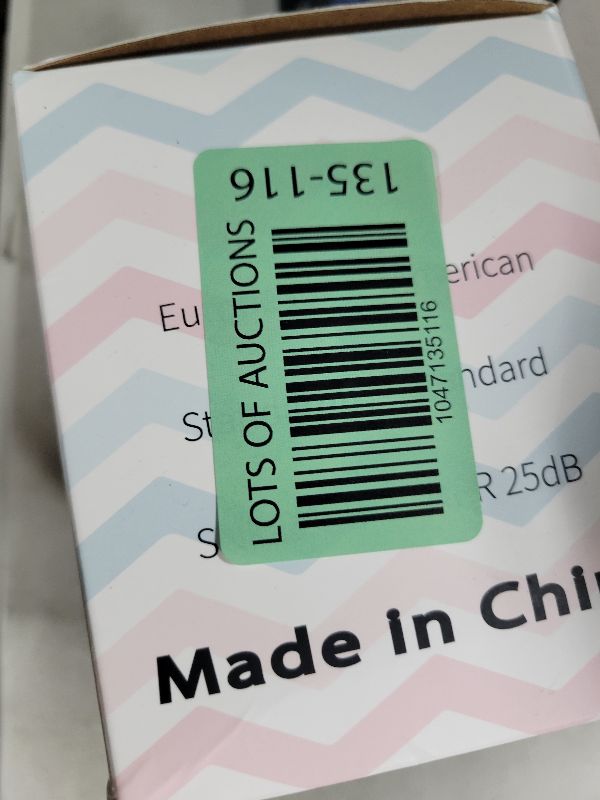 135-116
LOTS OF AUCTIONS
1047135116
Eu erican
St ndard
S R 25dB
Made in Chi